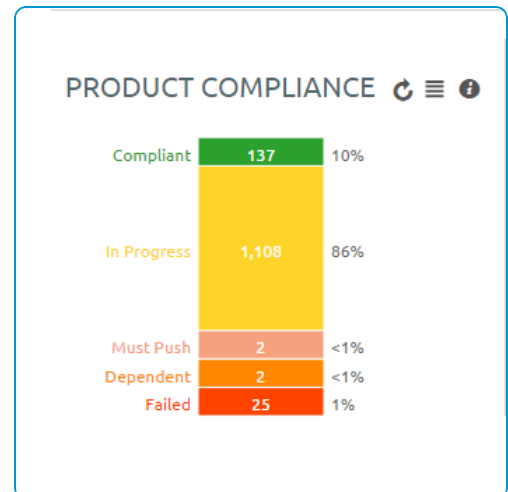 PRODUCT COMPLIANCE
Compliant 137 10%
In Progress 1,108 86%
Must Push 2 <1%
Dependent 2 <1%
Failed 25 1%